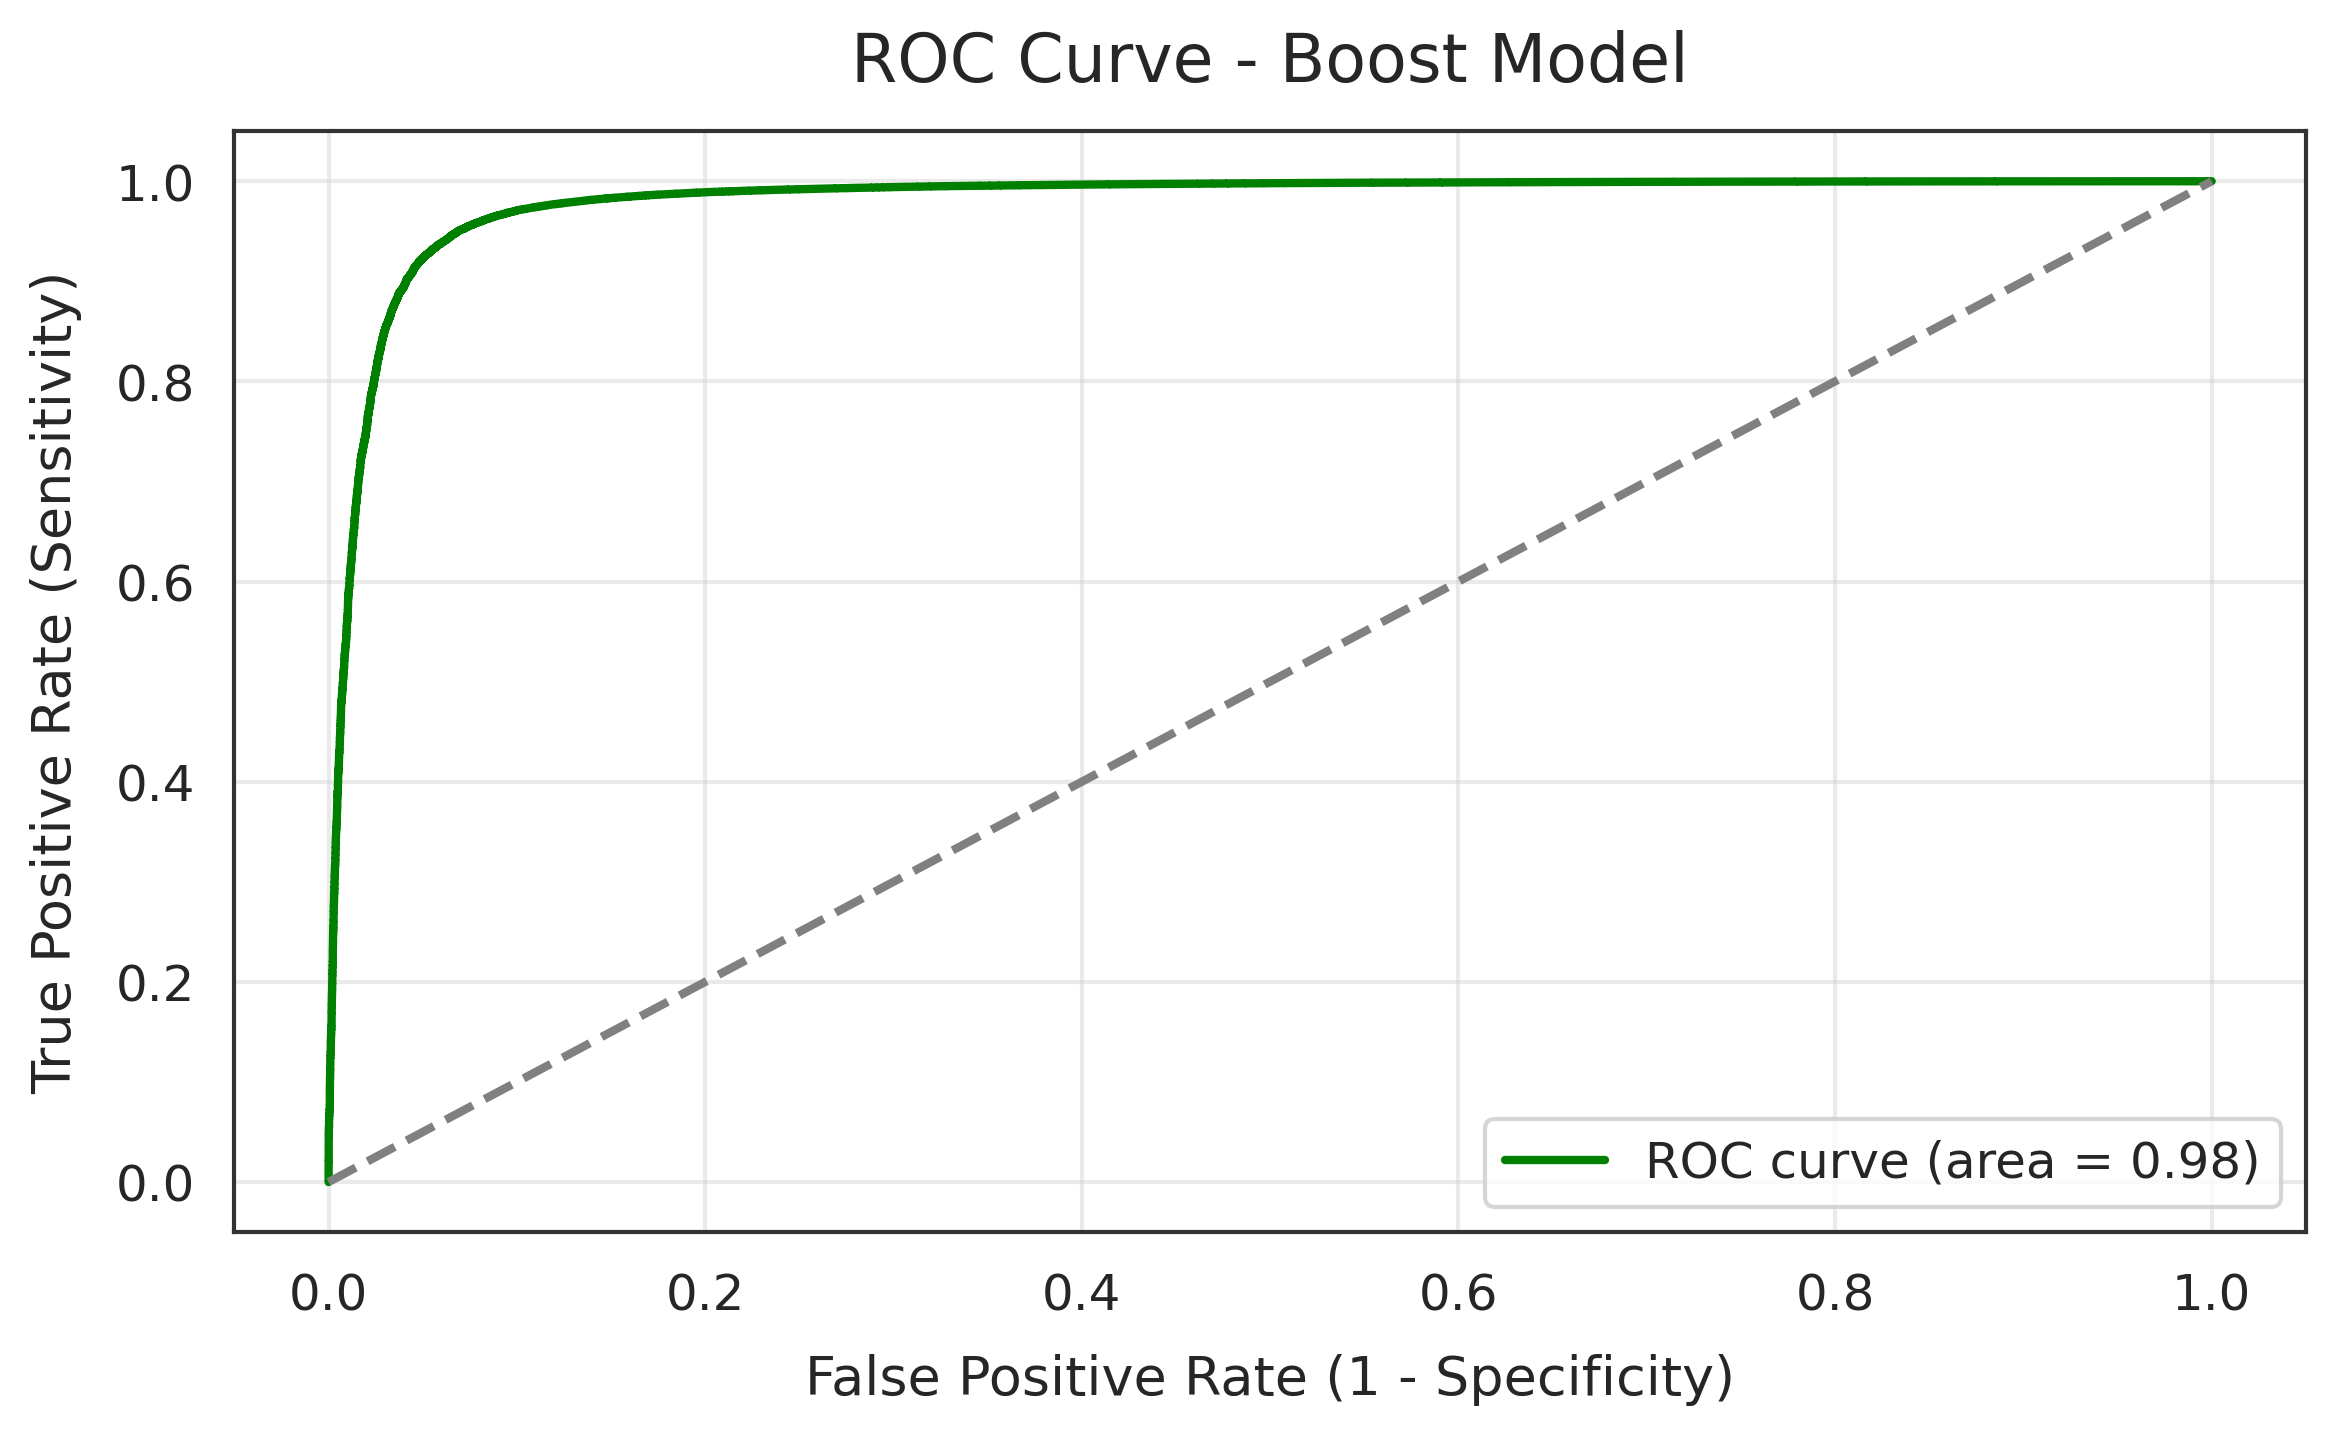 ROC Curve - Boost Model
True Positive Rate (Sensitivity)
1.0
0.8
0.6
0.4
0.2
0.0
ROC curve (area = 0.98)
0.0 0.2 0.4 0.6 0.8 1.0
False Positive Rate (1 - Specificity)